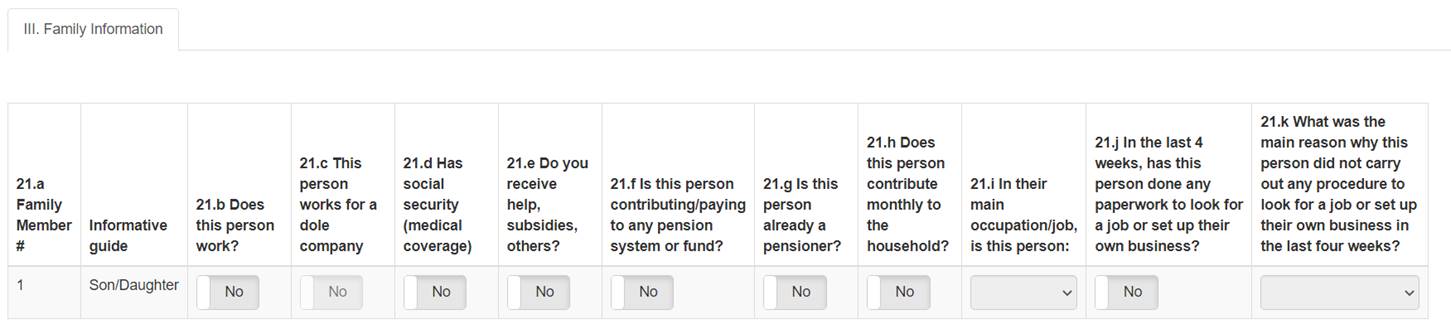 III. Family Information
21.a
Family
Member
#
Informative
guide
21.b Does
this person
work?
21.c This
person
works for a
dole
company
21.d Has
social
security
(medical
coverage)
21.e Do you
receive
help,
subsidies,
others?
21.f Is this person
contributing/paying
to any pension
system or fund?
21.g Is this
person
already a
pensioner?
21.h Does
this person
contribute
monthly to
the
household?
21.i In their
main
occupation/job,
is this person:
21.j In the last 4
weeks, has this
person done any
paperwork to look for
a job or set up their
own business?
21.k What was the
main reason why this
person did not carry
out any procedure to
look for a job or set up
their own business in
the last four weeks?
1
Son/Daughter
No
No
No
No
No
No
No
No